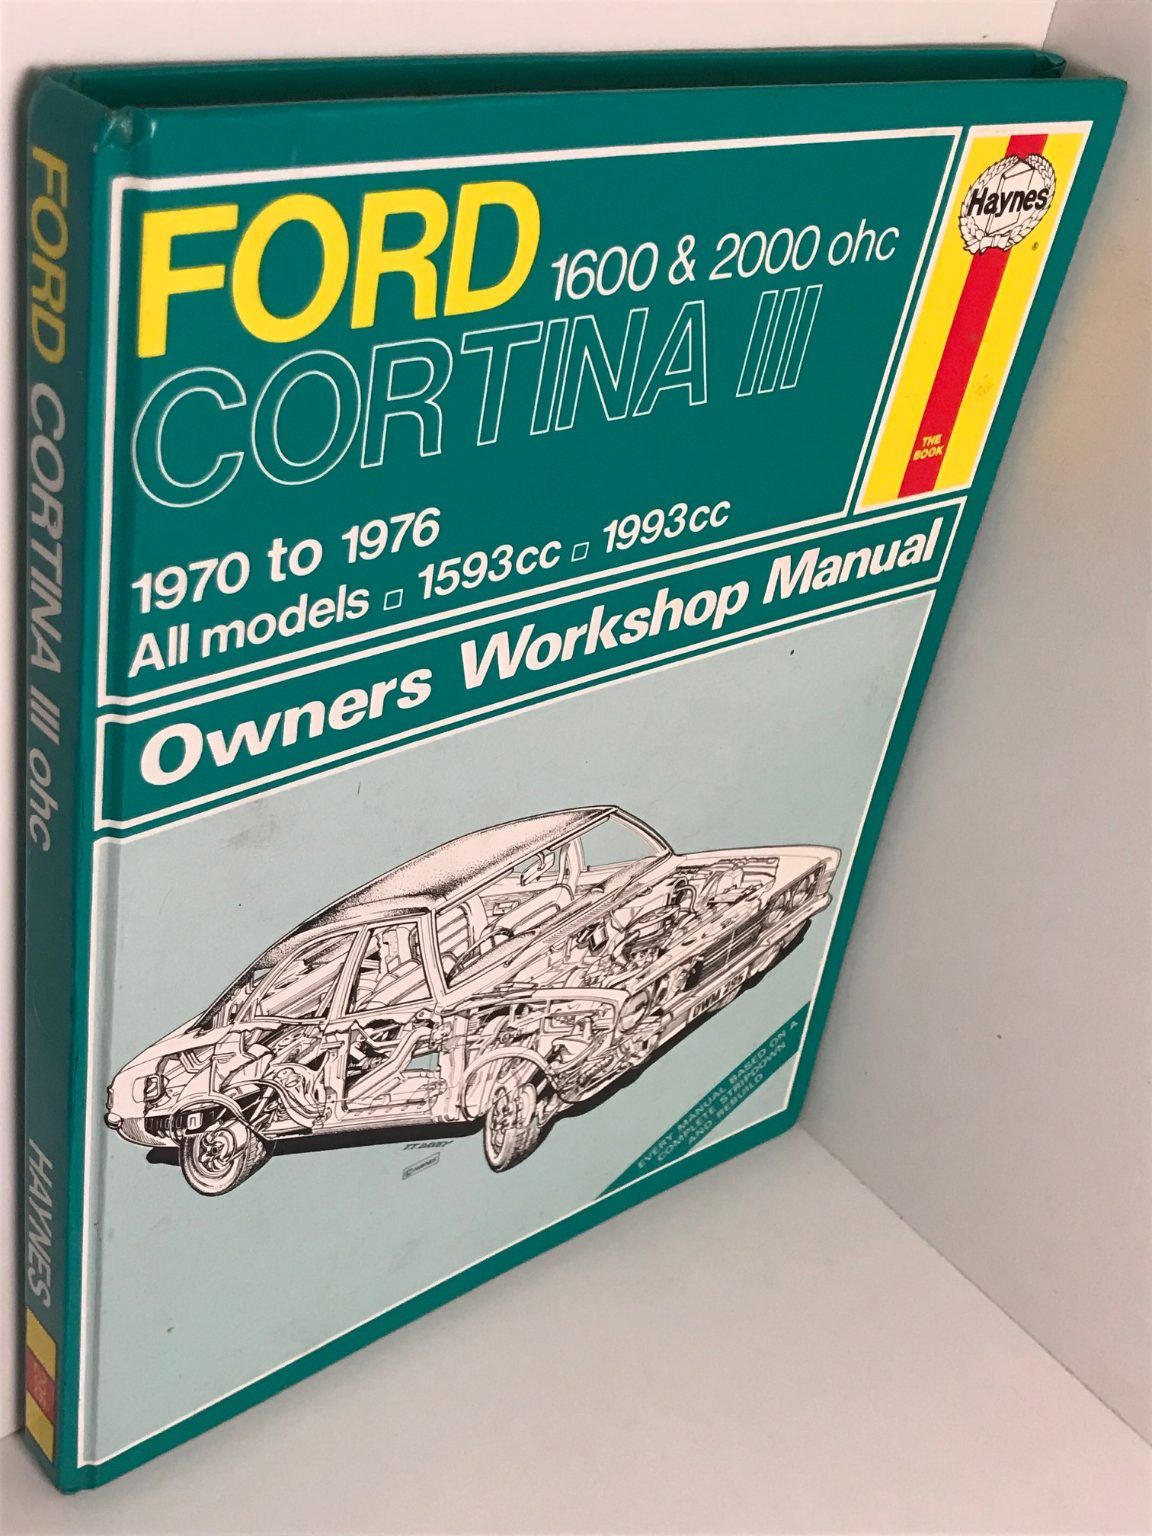 FORD CORTINA III ohc
HAYNES
FORD 1600 & 2000 ohc
CORTINA III
Haynes
®
THE
BOOK
1970 to 1976
All models □ 1593cc □ 1993cc
Owners Workshop Manual
EVERY MANUAL BASED ON A
COMPLETE STRIPDOWN
AND REBUILD